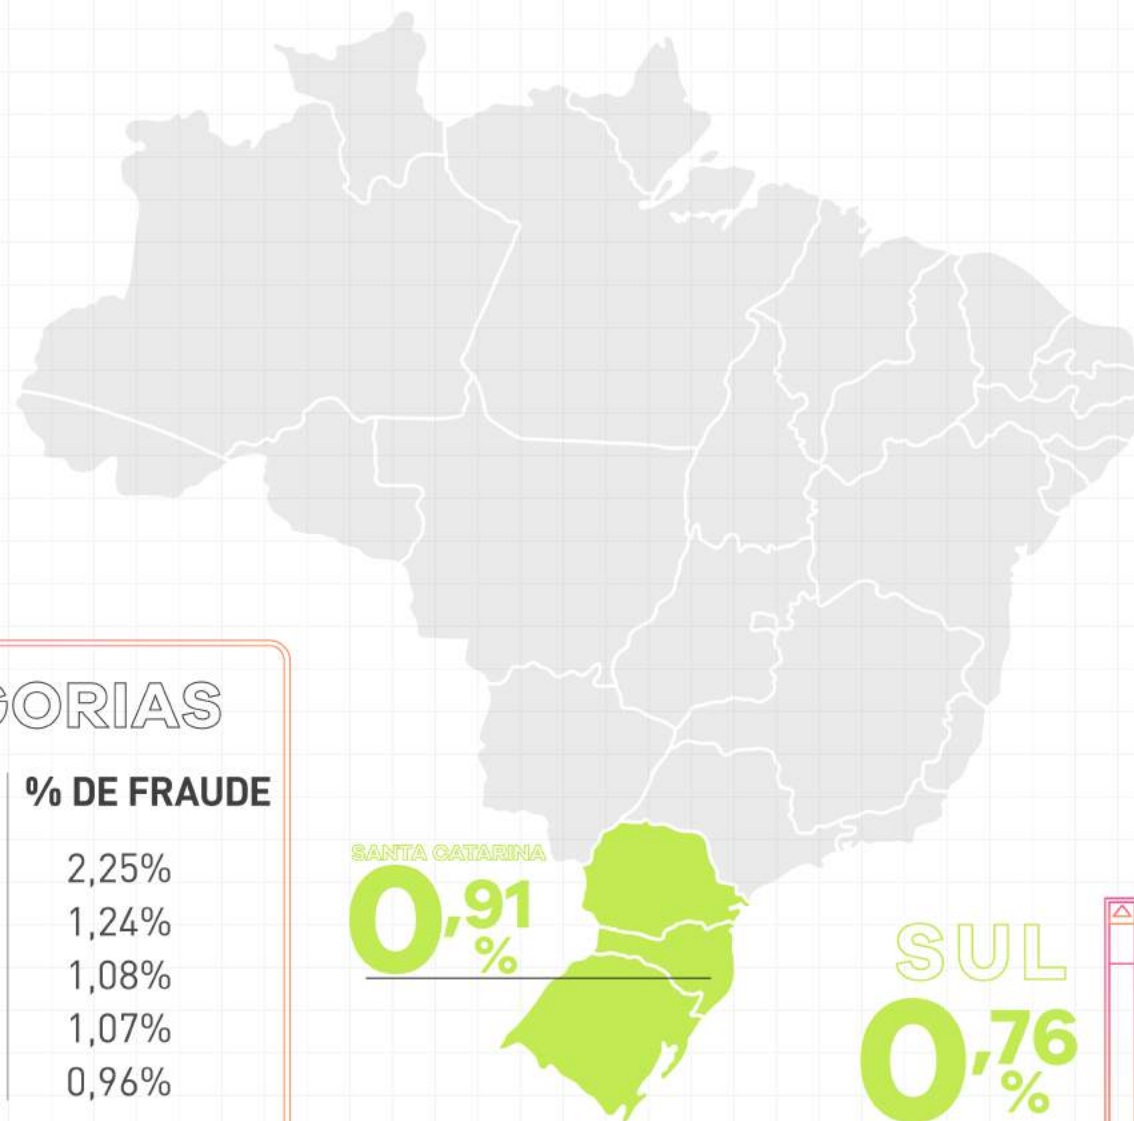 GORIAS
% DE FRAUDE
2,25%
1,24%
1,08%
1,07%
0,96%
SANTA CATARINA
0,91%
SUL
0,76%